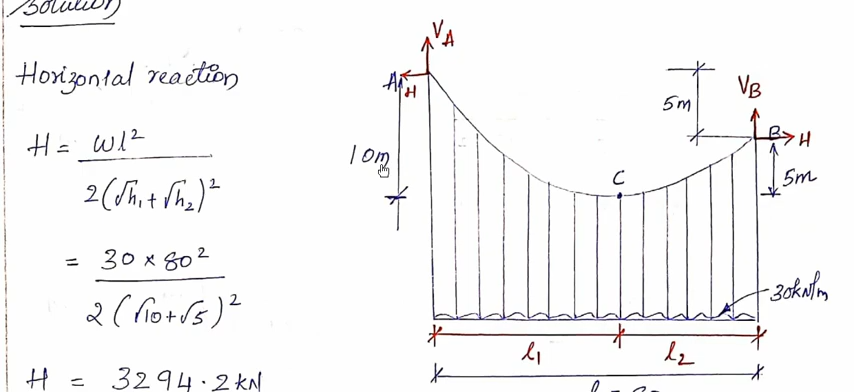 Solution
Horizontal reaction
H = wl²
2(√h₁+√h₂)²
= 30 × 80²
2(√10+√5)²
H = 3294.2 kN
V_A
A
H
10m
5m
V_B
B
H
C
5m
30kN/m
l₁
l₂